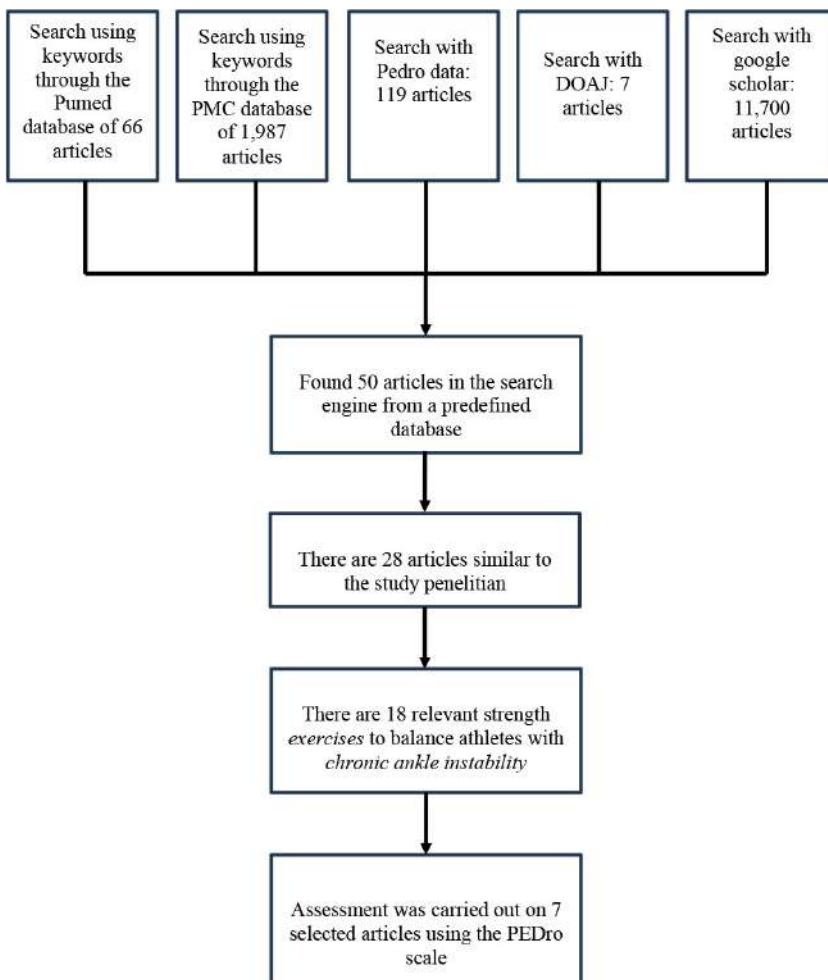 Search using
keywords
through the
Pumed
database of 66
articles
Search using
keywords
through the
PMC database
of 1,987
articles
Search with
Pedro data:
119 articles
Search with
DOAJ: 7
articles
Search with
google
scholar:
11,700
articles
Found 50 articles in the search
engine from a predefined
database
There are 28 articles similar to
the study penelitian
There are 18 relevant strength
exercises to balance athletes with
chronic ankle instability
Assessment was carried out on 7
selected articles using the PEDro
scale